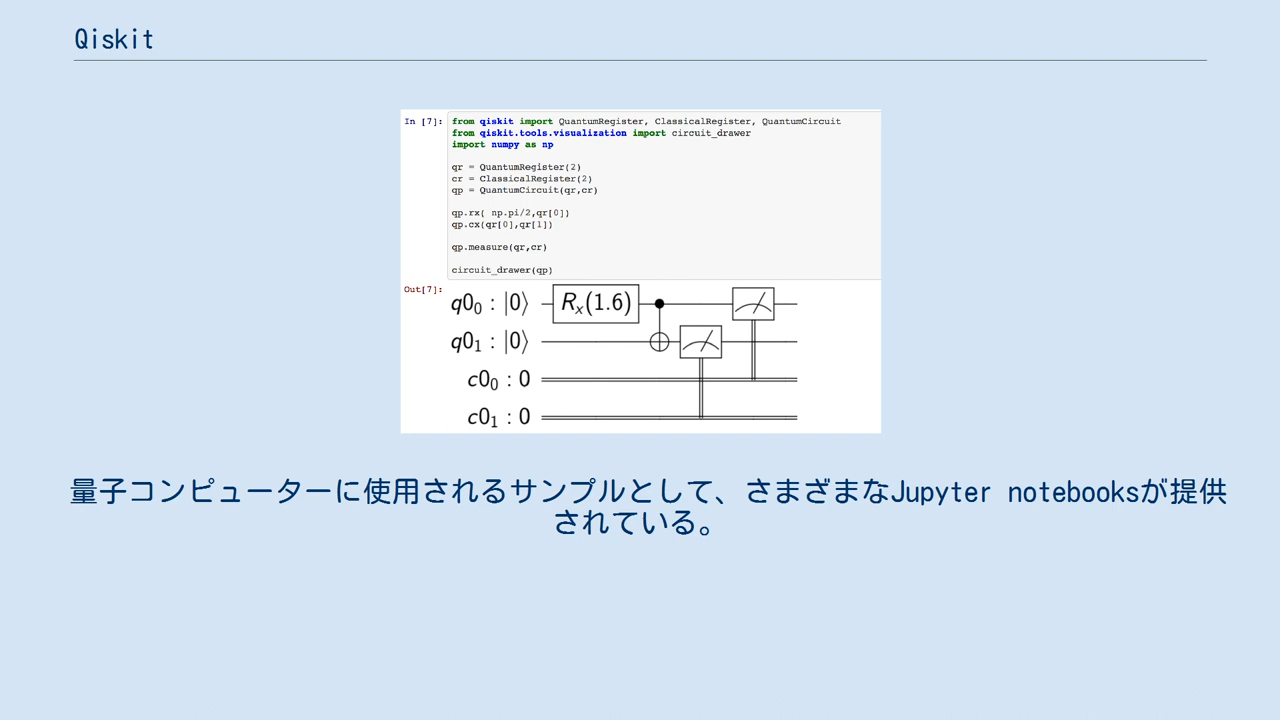 Qiskit
In [7]: from qiskit import QuantumRegister, ClassicalRegister, QuantumCircuit
from qiskit.tools.visualization import circuit_drawer
import numpy as np
qr = QuantumRegister(2)
cr = ClassicalRegister(2)
qp = QuantumCircuit(qr,cr)
qp.rx( np.pi/2,qr[0])
qp.cx(qr[0],qr[1])
qp.measure(qr,cr)
circuit_drawer(qp)
Out[7]:
q0₀ : |0⟩ Rₓ(1.6)
q0₁ : |0⟩
c0₀ : 0
c0₁ : 0
量子コンピューターに使用されるサンプルとして、さまざまなJupyter notebooksが提供
されている。